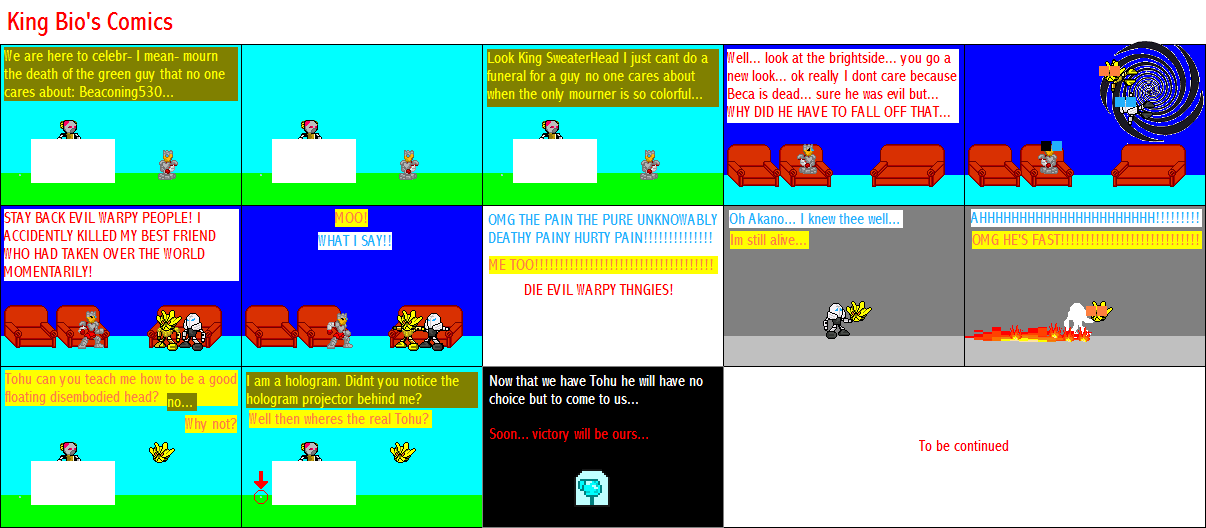 King Bio's Comics
We are here to celebr- I mean- mourn
the death of the green guy that no one
cares about: Beaconing530...
Look King SweaterHead I just cant do a
funeral for a guy no one cares about
when the only mourner is so colorful...
Well... look at the brightside... you go a
new look... ok really I dont care because
Beca is dead... sure he was evil but...
WHY DID HE HAVE TO FALL OFF THAT...
STAY BACK EVIL WARPY PEOPLE! I
ACCIDENTLY KILLED MY BEST FRIEND
WHO HAD TAKEN OVER THE WORLD
MOMENTARILY!
MOO!
WHAT I SAY!!
OMG THE PAIN THE PURE UNKNOWABLY
DEATHY PAINY HURTY PAIN!!!!!!!!!!!!!!
ME TOO!!!!!!!!!!!!!!!!!!!!!!!!!!!!!!!!!!!!
DIE EVIL WARPY THNGIES!
Oh Akano... I knew thee well...
Im still alive...
AHHHHHHHHHHHHHHHHHHHHHH!!!!!!!!!
OMG HE'S FAST!!!!!!!!!!!!!!!!!!!!!!!!!!!!
Tohu can you teach me how to be a good
floating disembodied head?
no...
Why not?
I am a hologram. Didnt you notice the
hologram projector behind me?
Well then wheres the real Tohu?
Now that we have Tohu he will have no
choice but to come to us...
Soon... victory will be ours...
To be continued